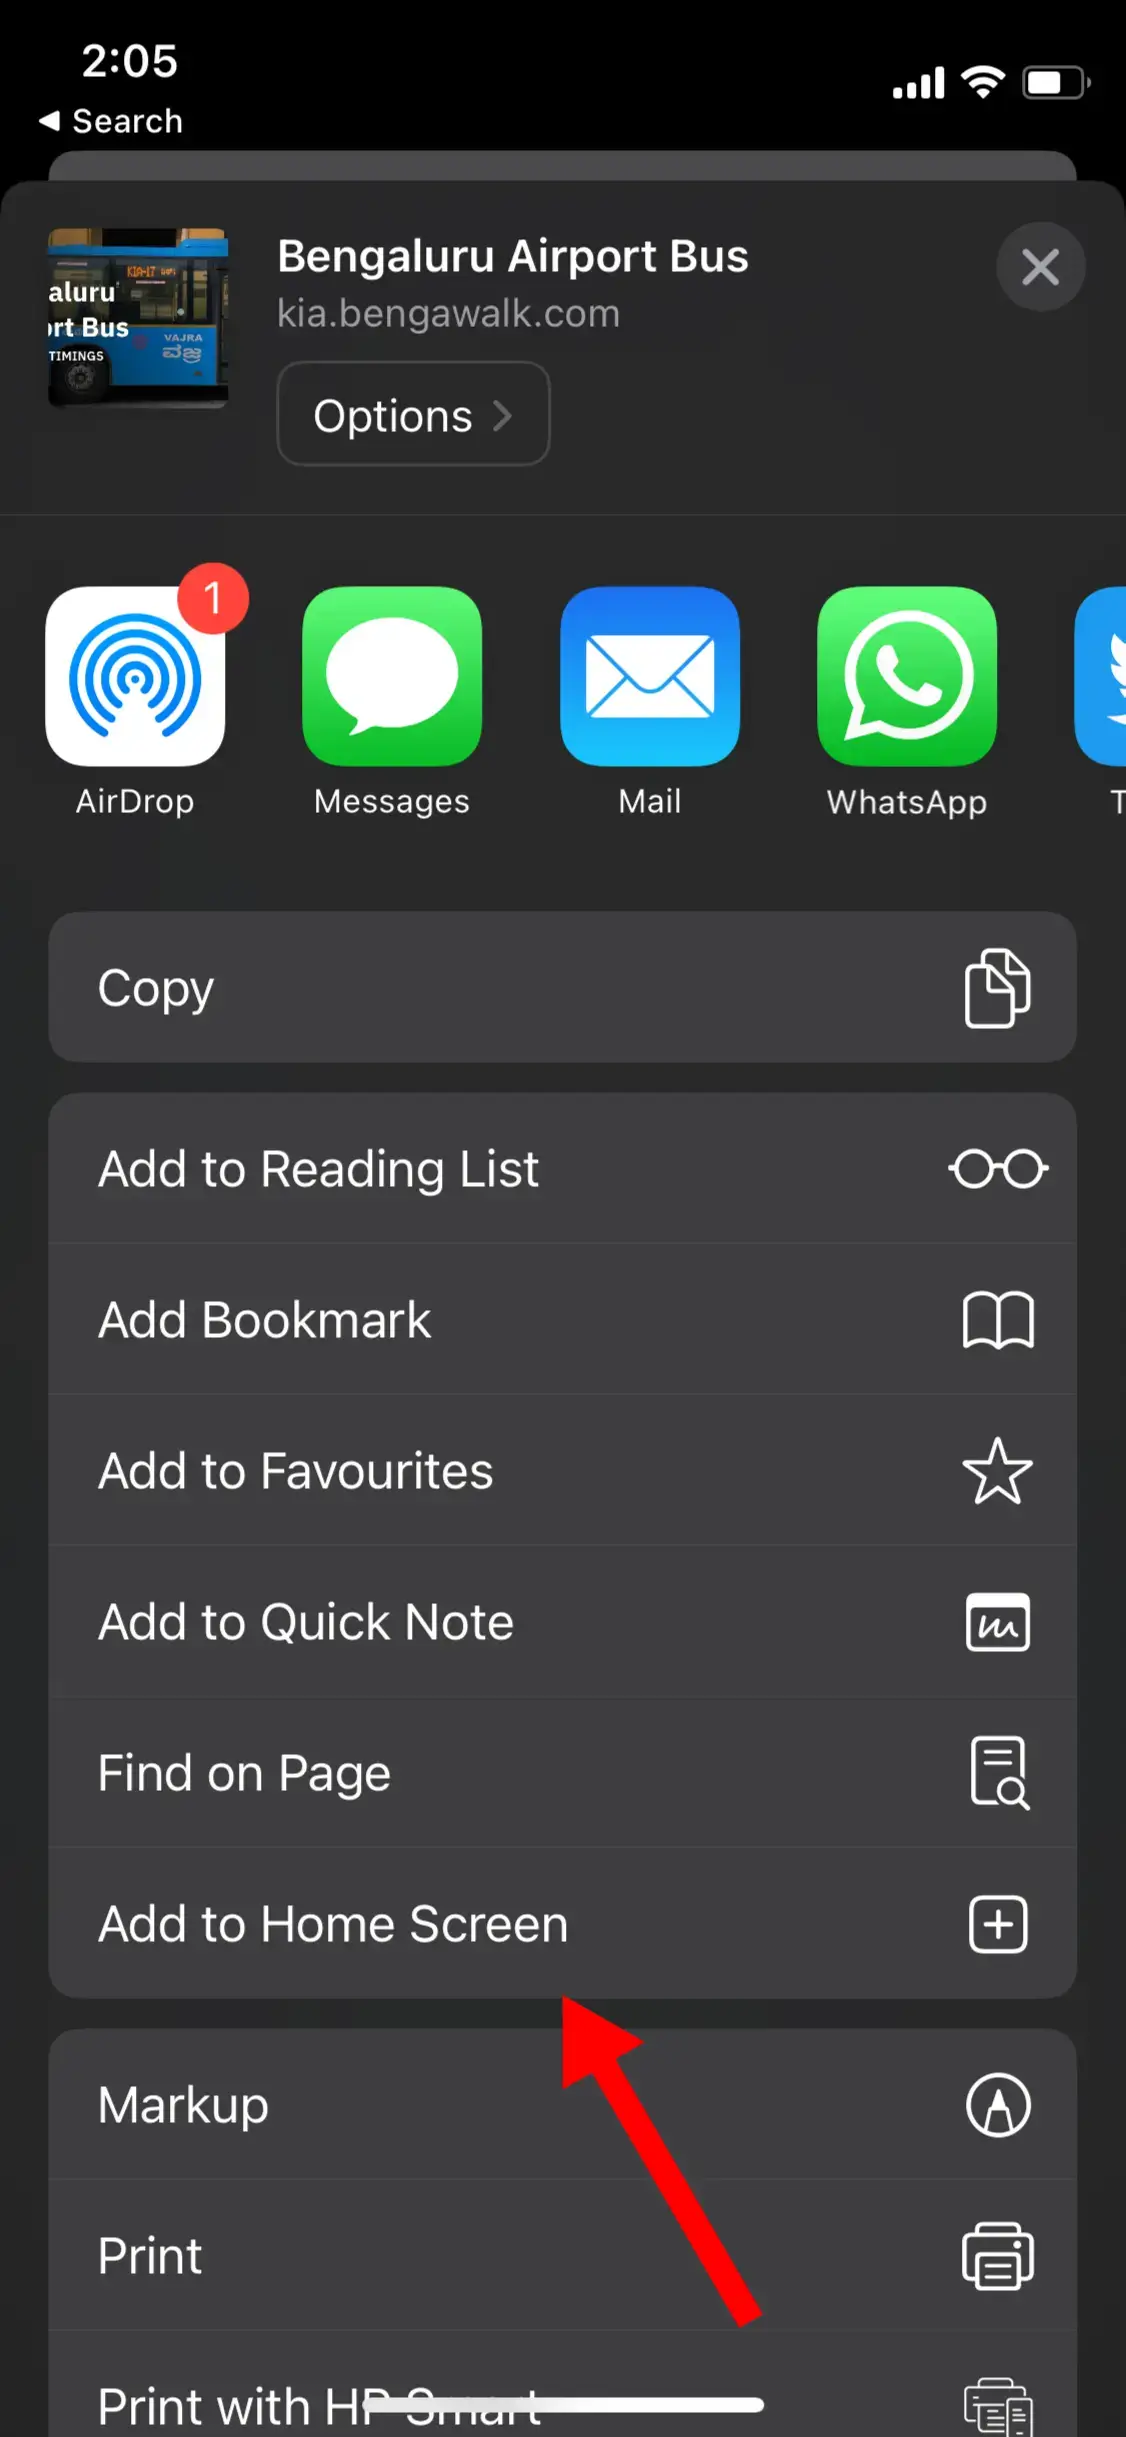 2:05
Search
Bengaluru Airport Bus
kia.bengawalk.com
aluru
ort Bus
TIMINGS
KIA-17
VAJRA
ವಜ್ರ
Options
1
AirDrop
Messages
Mail
WhatsApp
T
Copy
Add to Reading List
Add Bookmark
Add to Favourites
Add to Quick Note
Find on Page
Add to Home Screen
Markup
Print
Print with HP Smart